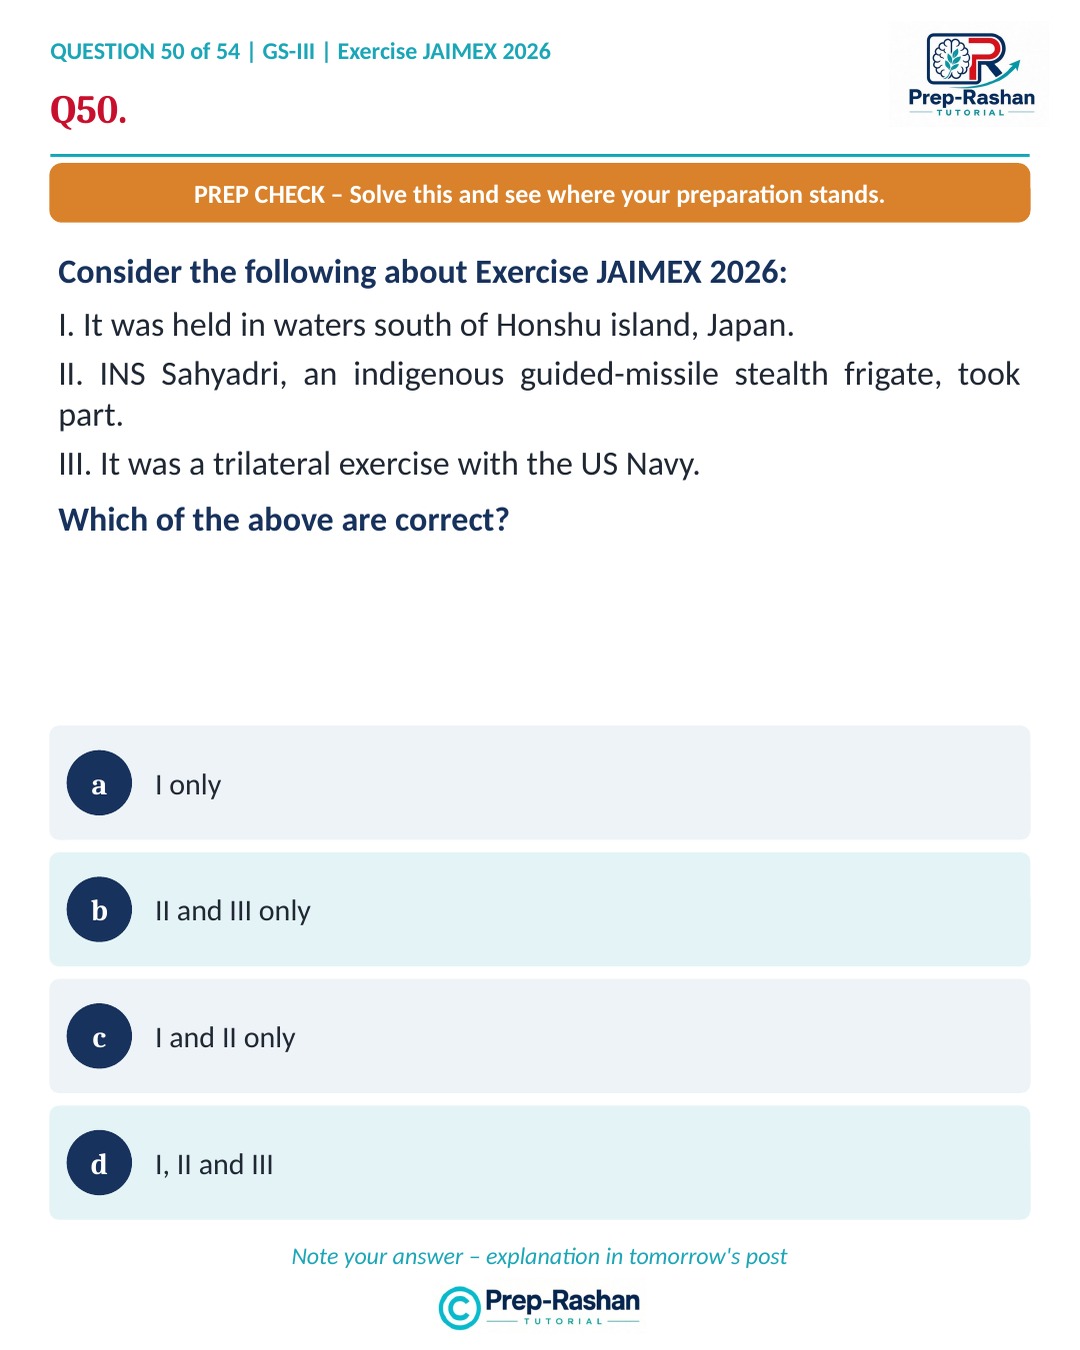 QUESTION 50 of 54 | GS-III | Exercise JAIMEX 2026
Q50.
Prep-Rashan
TUTORIAL
PREP CHECK – Solve this and see where your preparation stands.
Consider the following about Exercise JAIMEX 2026:
I. It was held in waters south of Honshu island, Japan.
II. INS Sahyadri, an indigenous guided-missile stealth frigate, took
part.
III. It was a trilateral exercise with the US Navy.
Which of the above are correct?
a I only
b II and III only
c I and II only
d I, II and III
Note your answer – explanation in tomorrow's post
© Prep-Rashan
TUTORIAL